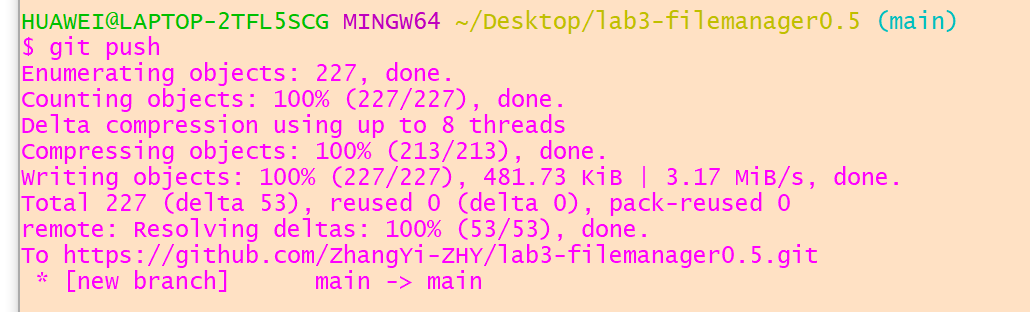 HUAWEI@LAPTOP-2TFL5SCG MINGW64 ~/Desktop/lab3-filemanager0.5 (main)
$ git push
Enumerating objects: 227, done.
Counting objects: 100% (227/227), done.
Delta compression using up to 8 threads
Compressing objects: 100% (213/213), done.
Writing objects: 100% (227/227), 481.73 KiB | 3.17 MiB/s, done.
Total 227 (delta 53), reused 0 (delta 0), pack-reused 0
remote: Resolving deltas: 100% (53/53), done.
To https://github.com/ZhangYi-ZHY/lab3-filemanager0.5.git
 * [new branch]      main -> main